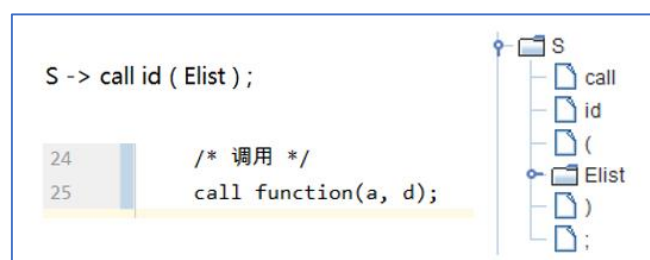 S -> call id ( Elist ) ;
24 /* 调用 */
25 call function(a, d);
S
call
id
(
Elist
)
;